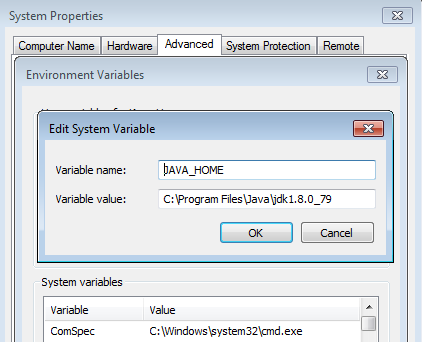 System Properties
Computer Name Hardware Advanced System Protection Remote
Environment Variables
Edit System Variable
Variable name: JAVA_HOME
Variable value: C:\Program Files\Java\jdk1.8.0_79
OK Cancel
System variables
Variable Value
ComSpec C:\Windows\system32\cmd.exe